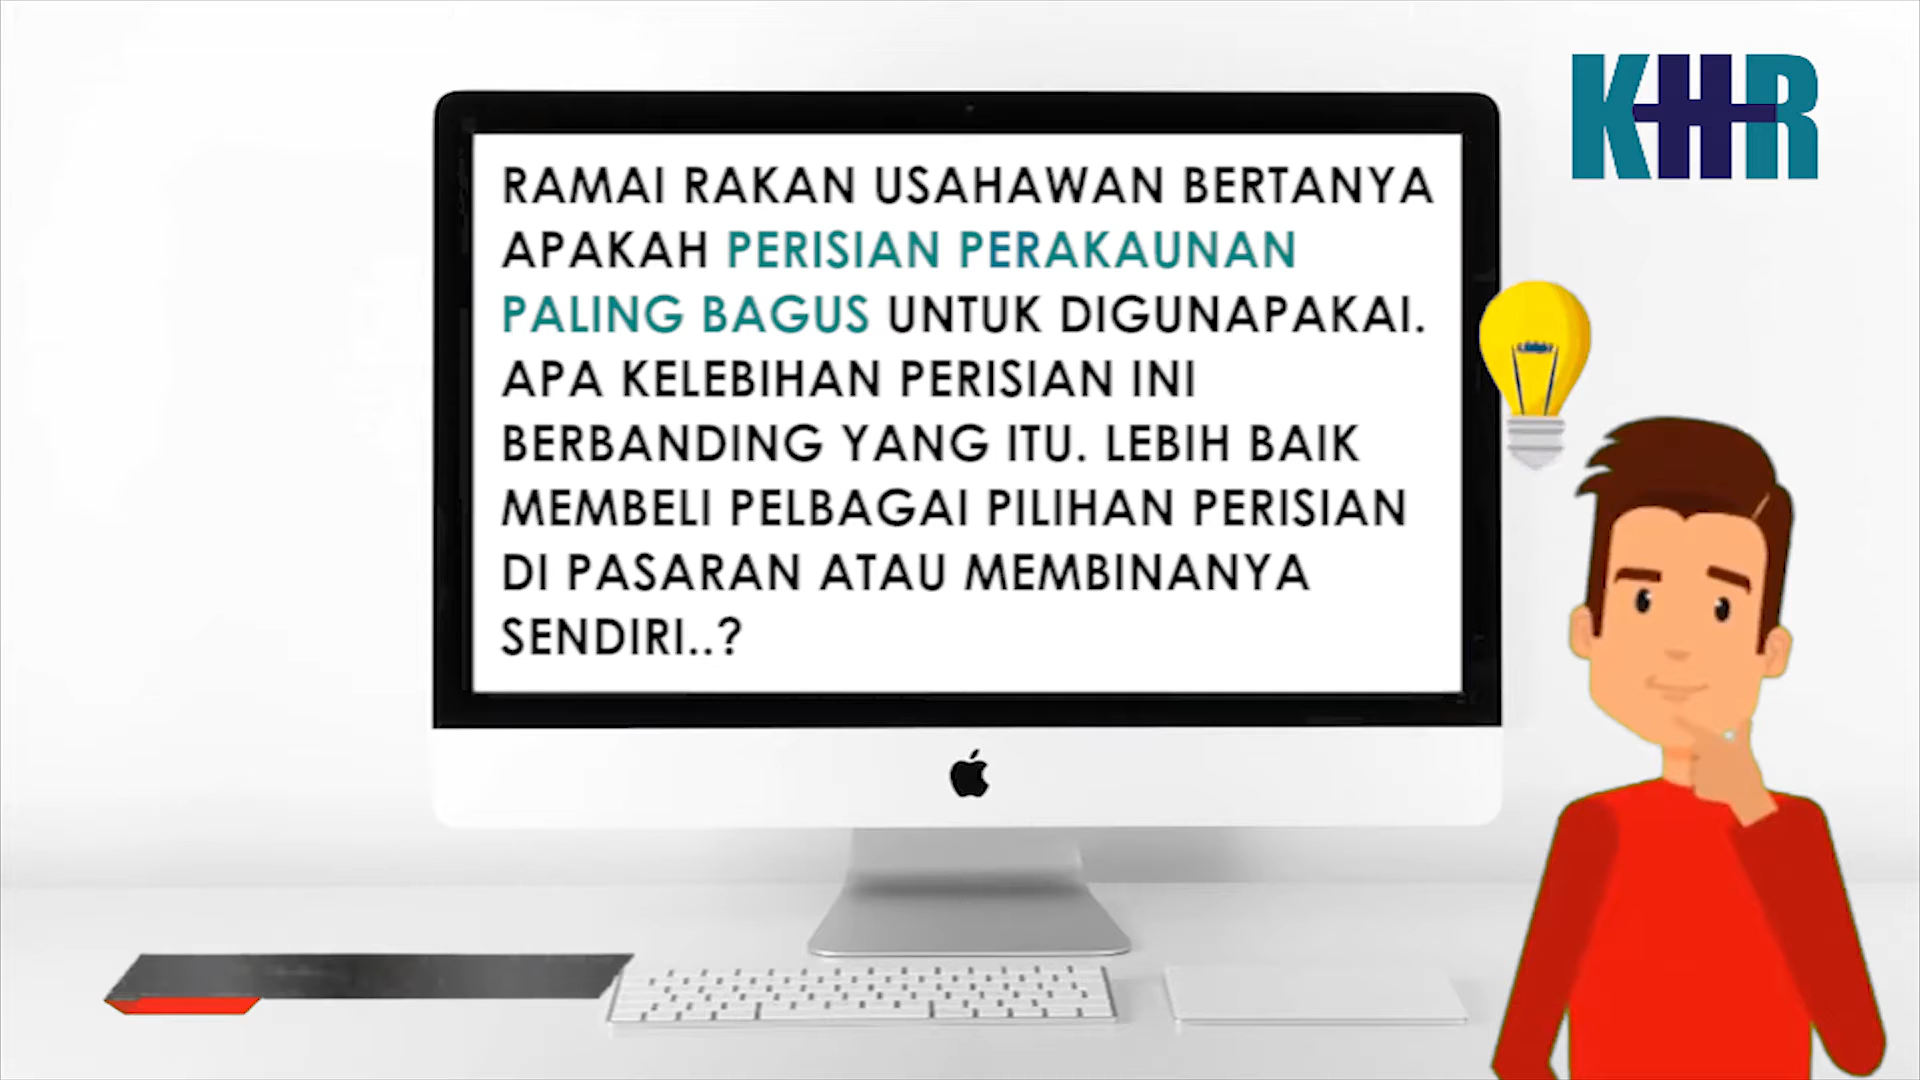 KHR
RAMAI RAKAN USAHAWAN BERTANYA
APAKAH PERISIAN PERAKAUNAN
PALING BAGUS UNTUK DIGUNAPAKAI.
APA KELEBIHAN PERISIAN INI
BERBANDING YANG ITU. LEBIH BAIK
MEMBELI PELBAGAI PILIHAN PERISIAN
DI PASARAN ATAU MEMBINANYA
SENDIRI..?